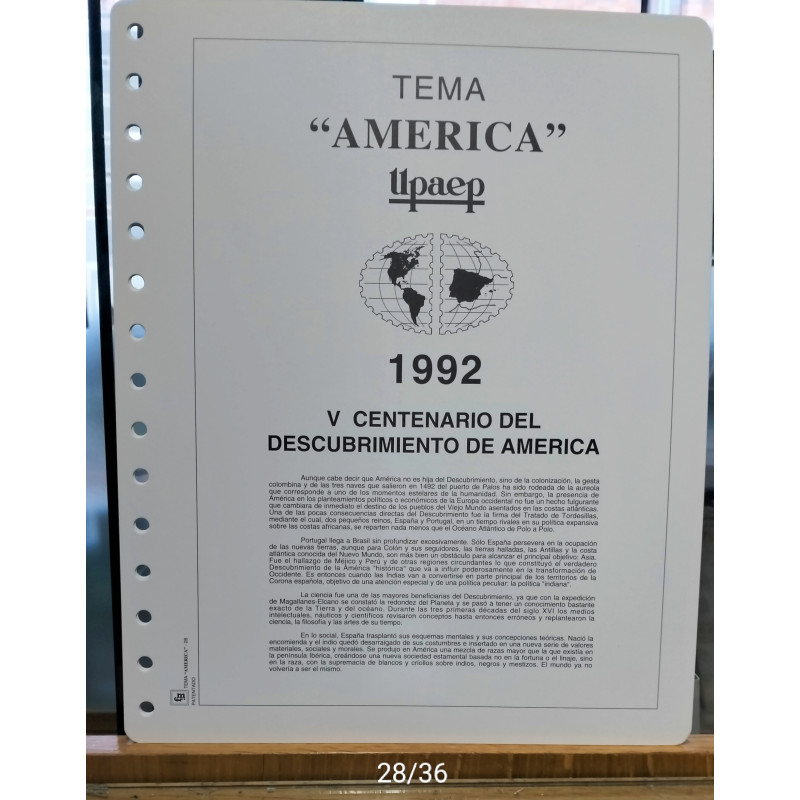 TEMA
“AMERICA”
Upaep
1992
V CENTENARIO DEL
DESCUBRIMIENTO DE AMERICA
Aunque cabe decir que América no es hija del Descubrimiento, sino de la colonización, la gesta
colombina y de las tres naves que salieron en 1492 del puerto de Palos ha sido rodeada de la aureola
que corresponde a uno de los momentos estelares de la humanidad. Sin embargo, la presencia de
América en los planteamientos políticos o económicos de la Europa occidental no fue un hecho fulgurante
que cambiara de inmediato el destino de los pueblos del Viejo Mundo asentados en las costas atlánticas.
Una de las pocas consecuencias directas del Descubrimiento fue la firma del Tratado de Tordesillas,
mediante el cual, dos pequeños reinos, España y Portugal, en un tiempo rivales en su política expansiva
sobre las costas africanas, se reparten nada menos que el Océano Atlántico de Polo a Polo.
Portugal llega a Brasil sin profundizar excesivamente. Sólo España persevera en la ocupación
de las nuevas tierras, aunque para Colón y sus seguidores, las tierras halladas, las Antillas y la costa
atlántica conocida del Nuevo Mundo, son más bien un obstáculo para alcanzar el principal objetivo: Asia.
Fue el hallazgo de Méjico y Perú y de otras regiones circundantes lo que constituyó el verdadero
Descubrimiento de la América "histórica" que va a influir poderosamente en la transformación de
Occidente. Es entonces cuando las Indias van a convertirse en parte principal de los territorios de la
Corona española, objetivo de una atención especial y de una política peculiar: la política "indiana".
La ciencia fue una de las mayores beneficiarias del Descubrimiento, ya que con la expedición
de Magallanes-Elcano se constató la redondez del Planeta y se pasó a tener un conocimiento bastante
exacto de la Tierra y del océano. Durante las tres primeras décadas del siglo XVI los medios
intelectuales, náuticos y científicos revisaron conceptos hasta entonces erróneos y replantearon la
ciencia, la filosofía y las artes de su tiempo.
En lo social, España trasplantó sus esquemas mentales y sus concepciones teóricas. Nació la
encomienda y el indio quedó desarraigado de sus costumbres e insertado en una nueva serie de valores
materiales, sociales y morales. Se produjo en América una mezcla de razas mayor que la que existía en
la península Ibérica, creándose una nueva sociedad estamental basada no en la fortuna o el linaje, sino
en la raza, con la supremacía de blancos y criollos sobre indios, negros y mestizos. El mundo ya no
volvería a ser el mismo.
TEMA "AMERICA" - 28
PATENTADO
28/36